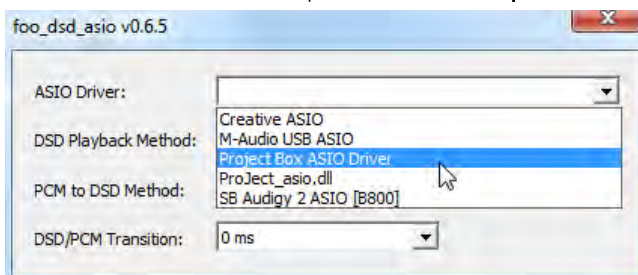 foo_dsd_asio v0.6.5
ASIO Driver:
Creative ASIO
DSD Playback Method:
M-Audio USB ASIO
Project Box ASIO Driver
PCM to DSD Method:
ProJect_asio.dll
SB Audigy 2 ASIO [B800]
DSD/PCM Transition:
0 ms